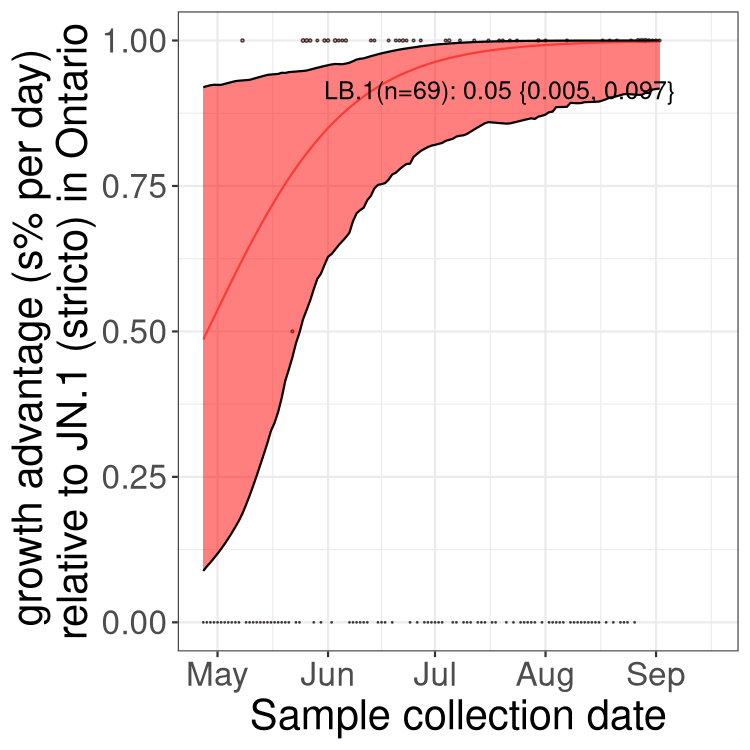 growth advantage (s% per day)
relative to JN.1 (stricto) in Ontario
1.00
0.75
0.50
0.25
0.00
LB.1(n=69): 0.05 {0.005, 0.097}
May Jun Jul Aug Sep
Sample collection date